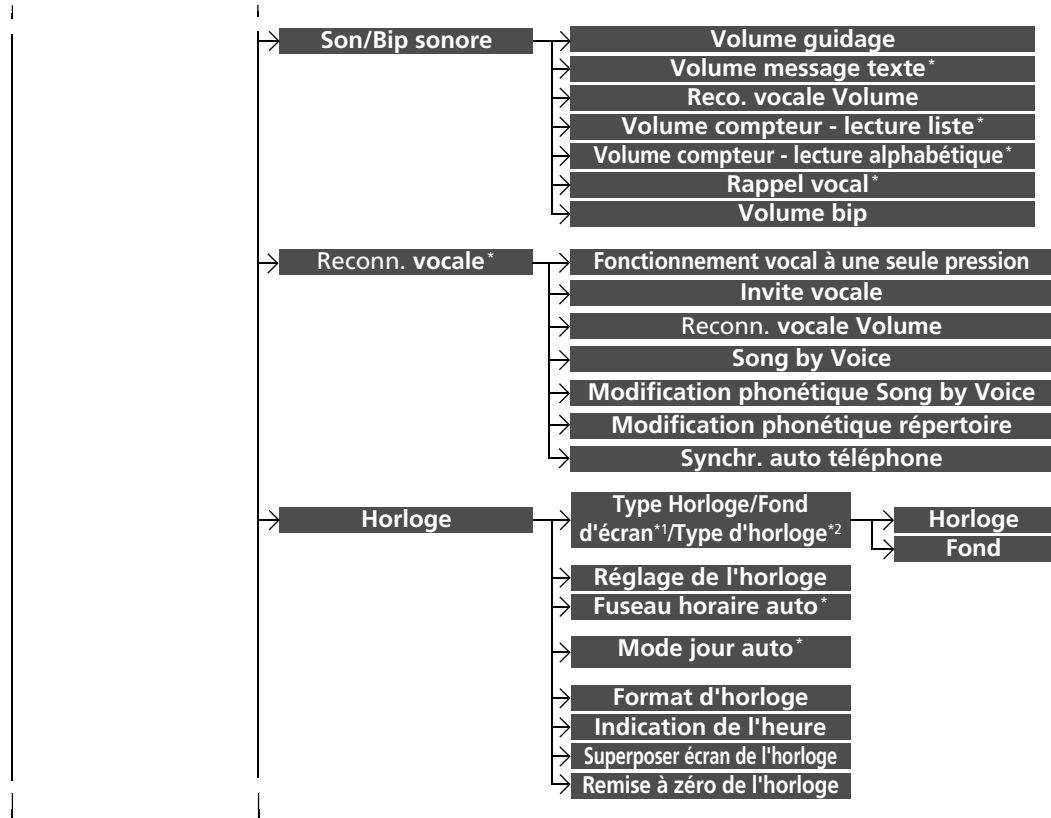 Son/Bip sonore
Volume guidage
Volume message texte*
Reco. vocale Volume
Volume compteur - lecture liste*
Volume compteur - lecture alphabétique*
Rappel vocal*
Volume bip
Reconn. vocale*
Fonctionnement vocal à une seule pression
Invite vocale
Reconn. vocale Volume
Song by Voice
Modification phonétique Song by Voice
Modification phonétique répertoire
Synchr. auto téléphone
Horloge
Type Horloge/Fond
d'écran*1/Type d'horloge*2
Horloge
Fond
Réglage de l'horloge
Fuseau horaire auto*
Mode jour auto*
Format d'horloge
Indication de l'heure
Superposer écran de l'horloge
Remise à zéro de l'horloge